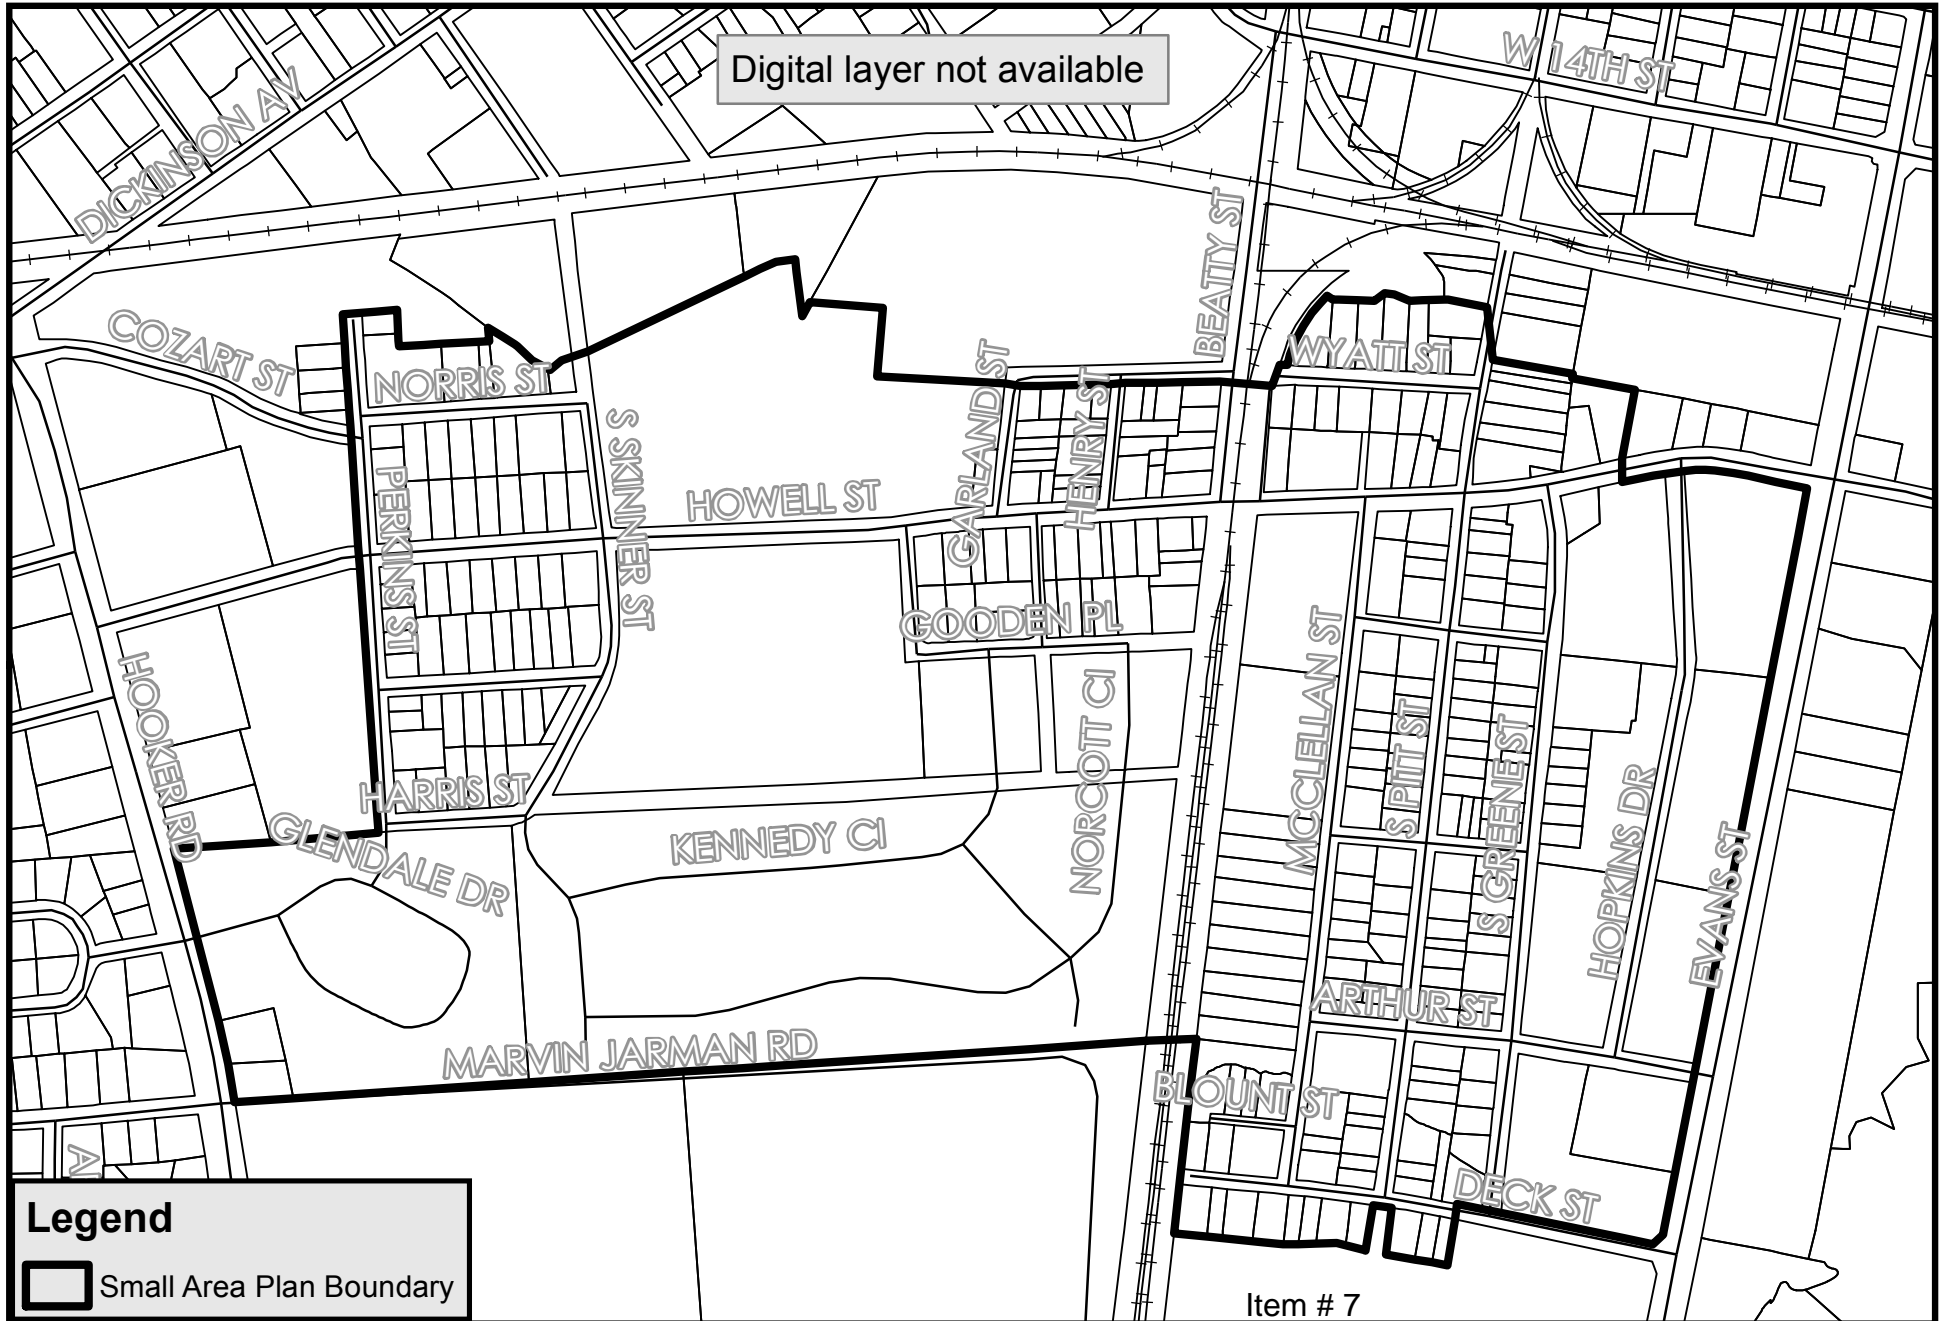 Digital layer not available
W 14TH ST
DICKINSON AV
BEATTY ST
COZART ST
NORRIS ST
WYATT ST
GARLAND ST
HENRY ST
S SKINNER ST
PERKINS ST
HOWELL ST
GOODEN PL
HOOKER RD
MCCLELLAN ST
NORCOTT CI
S PITT ST
S GREENE ST
HARRIS ST
GLENDALE DR
KENNEDY CI
HOPKINS DR
EVANS ST
ARTHUR ST
MARVIN JARMAN RD
BLOUNT ST
DECK ST
Legend
Small Area Plan Boundary
Item # 7